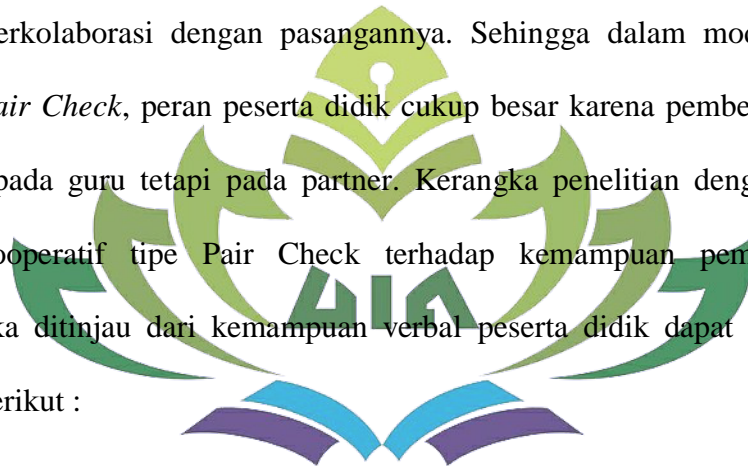 erkolaborasi dengan pasangannya. Sehingga dalam mo
air Check, peran peserta didik cukup besar karena pembe
pada guru tetapi pada partner. Kerangka penelitian deng
ooperatif tipe Pair Check terhadap kemampuan pem
ka ditinjau dari kemampuan verbal peserta didik dapat
erikut :
UIN